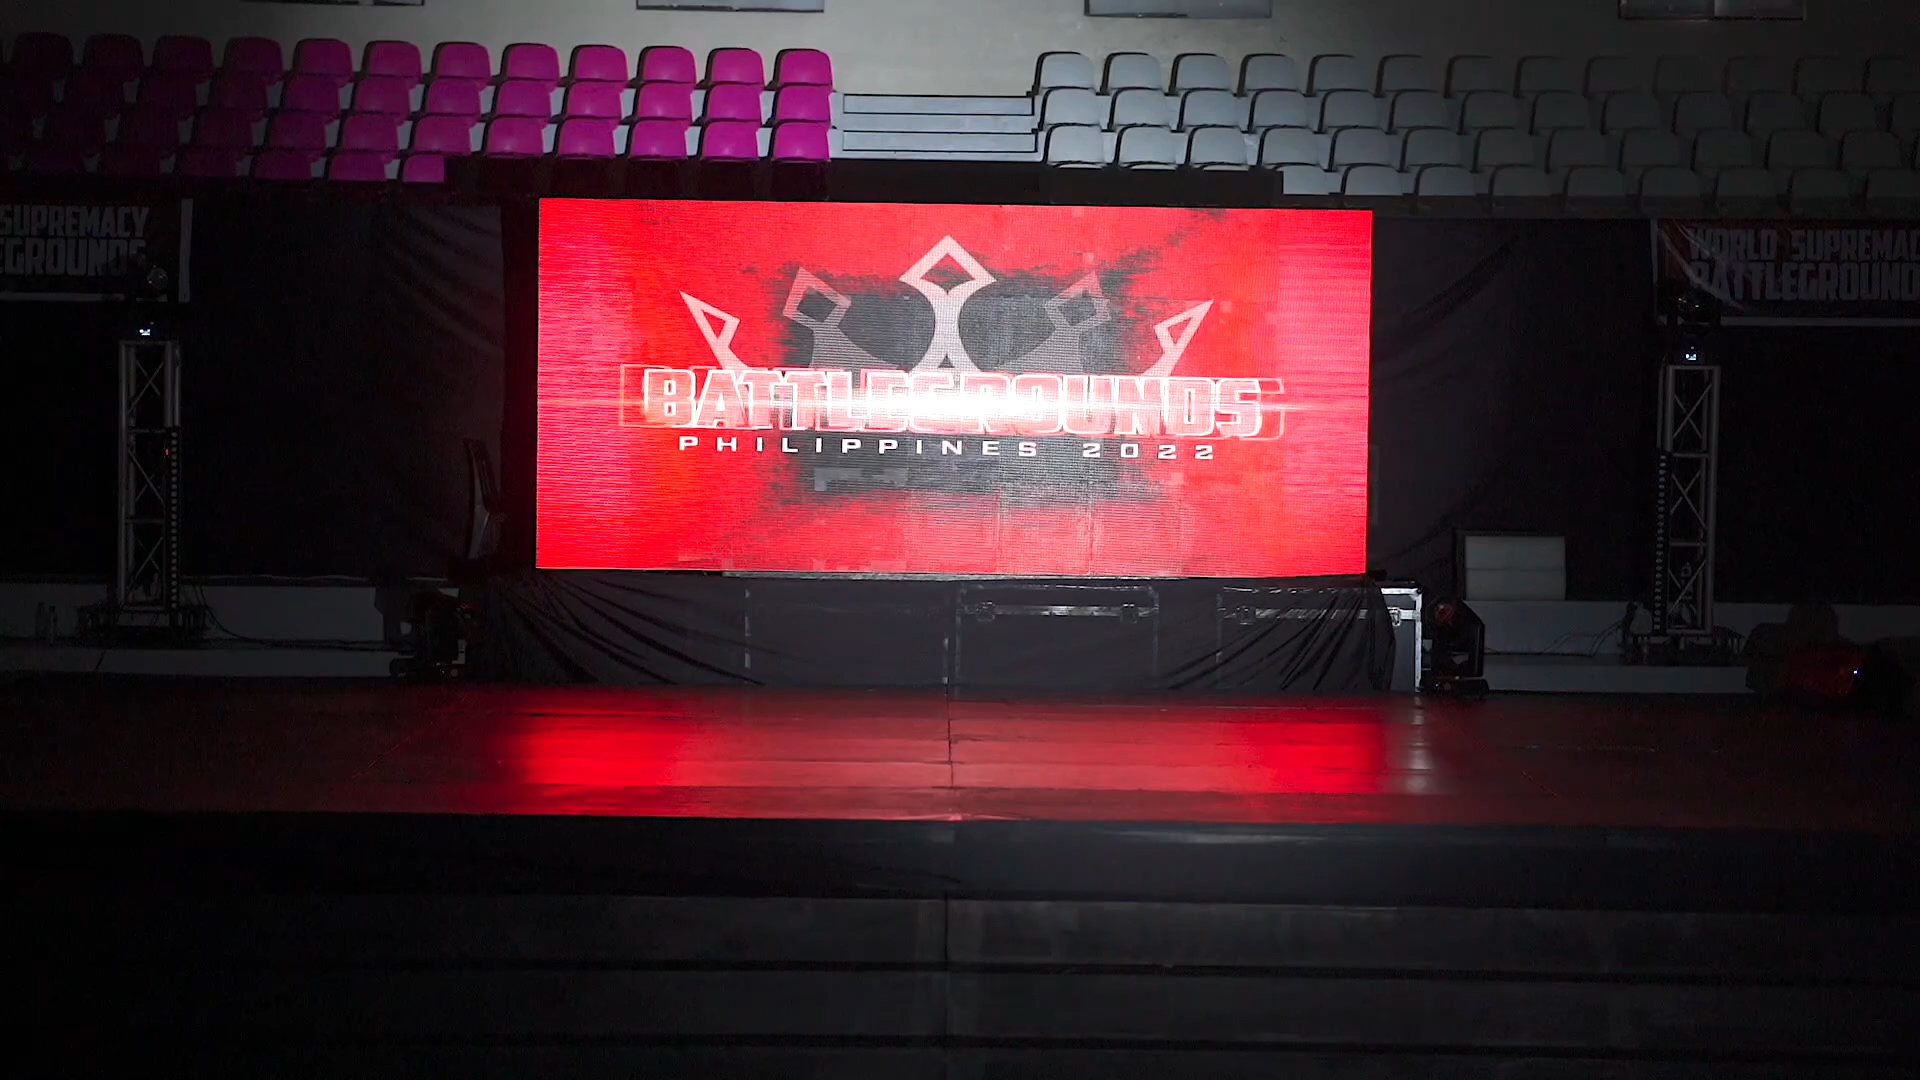 SUPREMACY
EGROUNDS
BATTLEGROUNDS
PHILIPPINES 2022
WORLD SUPREMAC
BATTLEGROUND